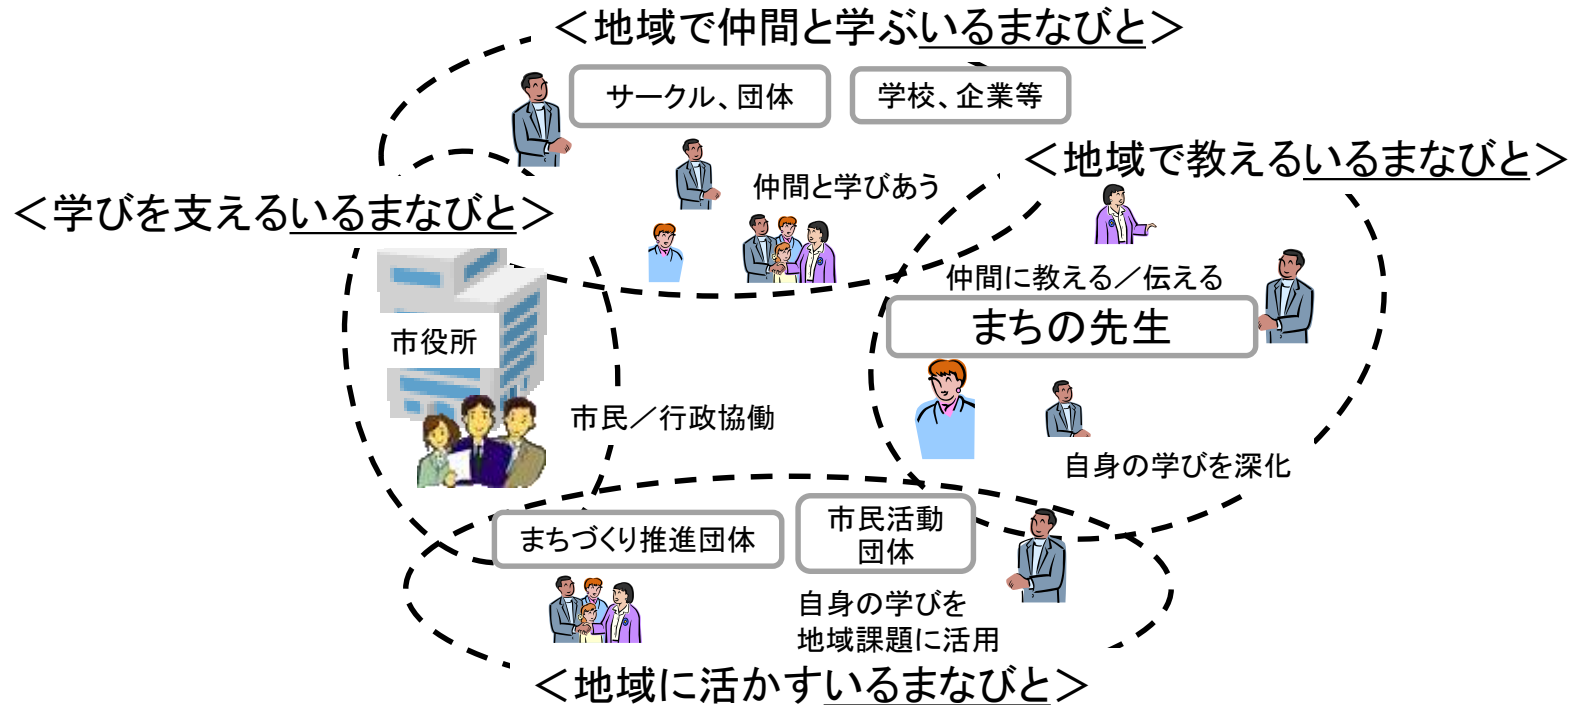 ＜地域で仲間と学ぶいるまなびと＞
サークル、団体
学校、企業等
＜地域で教えるいるまなびと＞
仲間と学びあう
＜学びを支えるいるまなびと＞
仲間に教える／伝える
まちの先生
市役所
市民／行政協働
自身の学びを深化
まちづくり推進団体
市民活動
団体
自身の学びを
地域課題に活用
＜地域に活かすいるまなびと＞